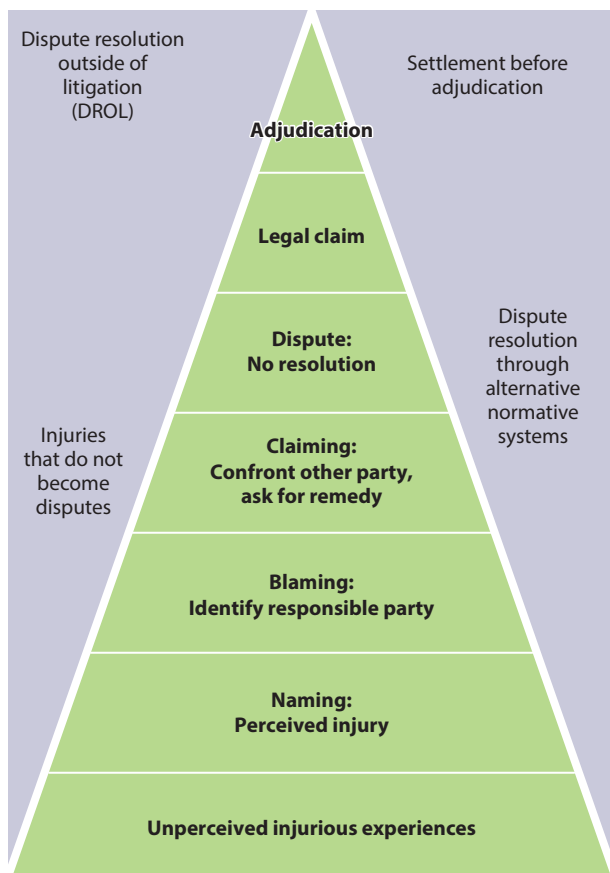 Dispute resolution
outside of
litigation
(DROL)
Settlement before
adjudication
Adjudication
Legal claim
Dispute:
No resolution
Dispute
resolution
through
alternative
normative
systems
Injuries
that do not
become
disputes
Claiming:
Confront other party,
ask for remedy
Blaming:
Identify responsible party
Naming:
Perceived injury
Unperceived injurious experiences